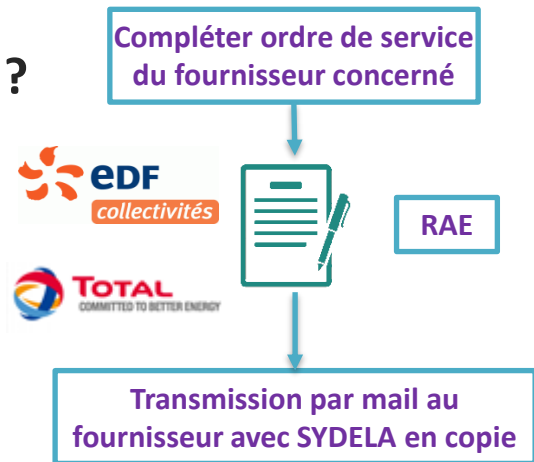 Compléter ordre de service
du fournisseur concerné
?
eDF
collectivités
RAE
TOTAL
COMMITTED TO BETTER ENERGY
Transmission par mail au
fournisseur avec SYDELA en copie